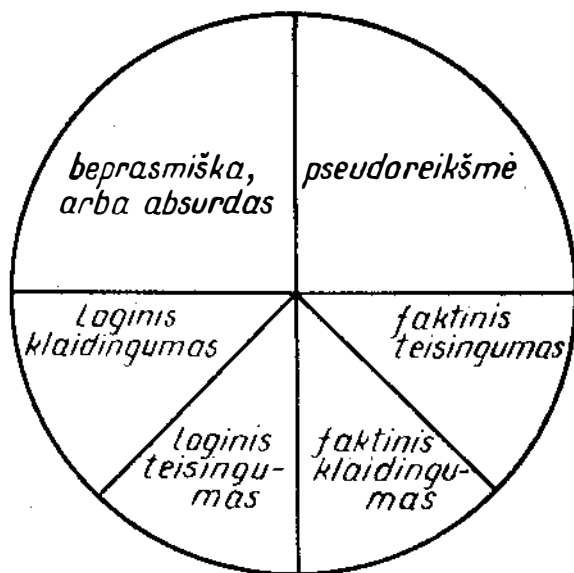 beprasmiška,
arba absurdas
pseudoreikšmė
loginis
klaidingumas
faktinis
teisingumas
loginis
teisingu-
mas
faktinis
klaidingu-
mas